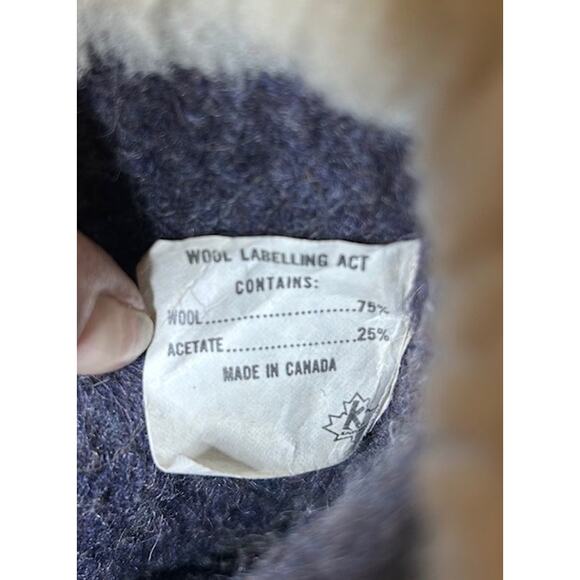 WOOL LABELLING ACT
CONTAINS:
WOOL........................75%
ACETATE.....................25%
MADE IN CANADA
K